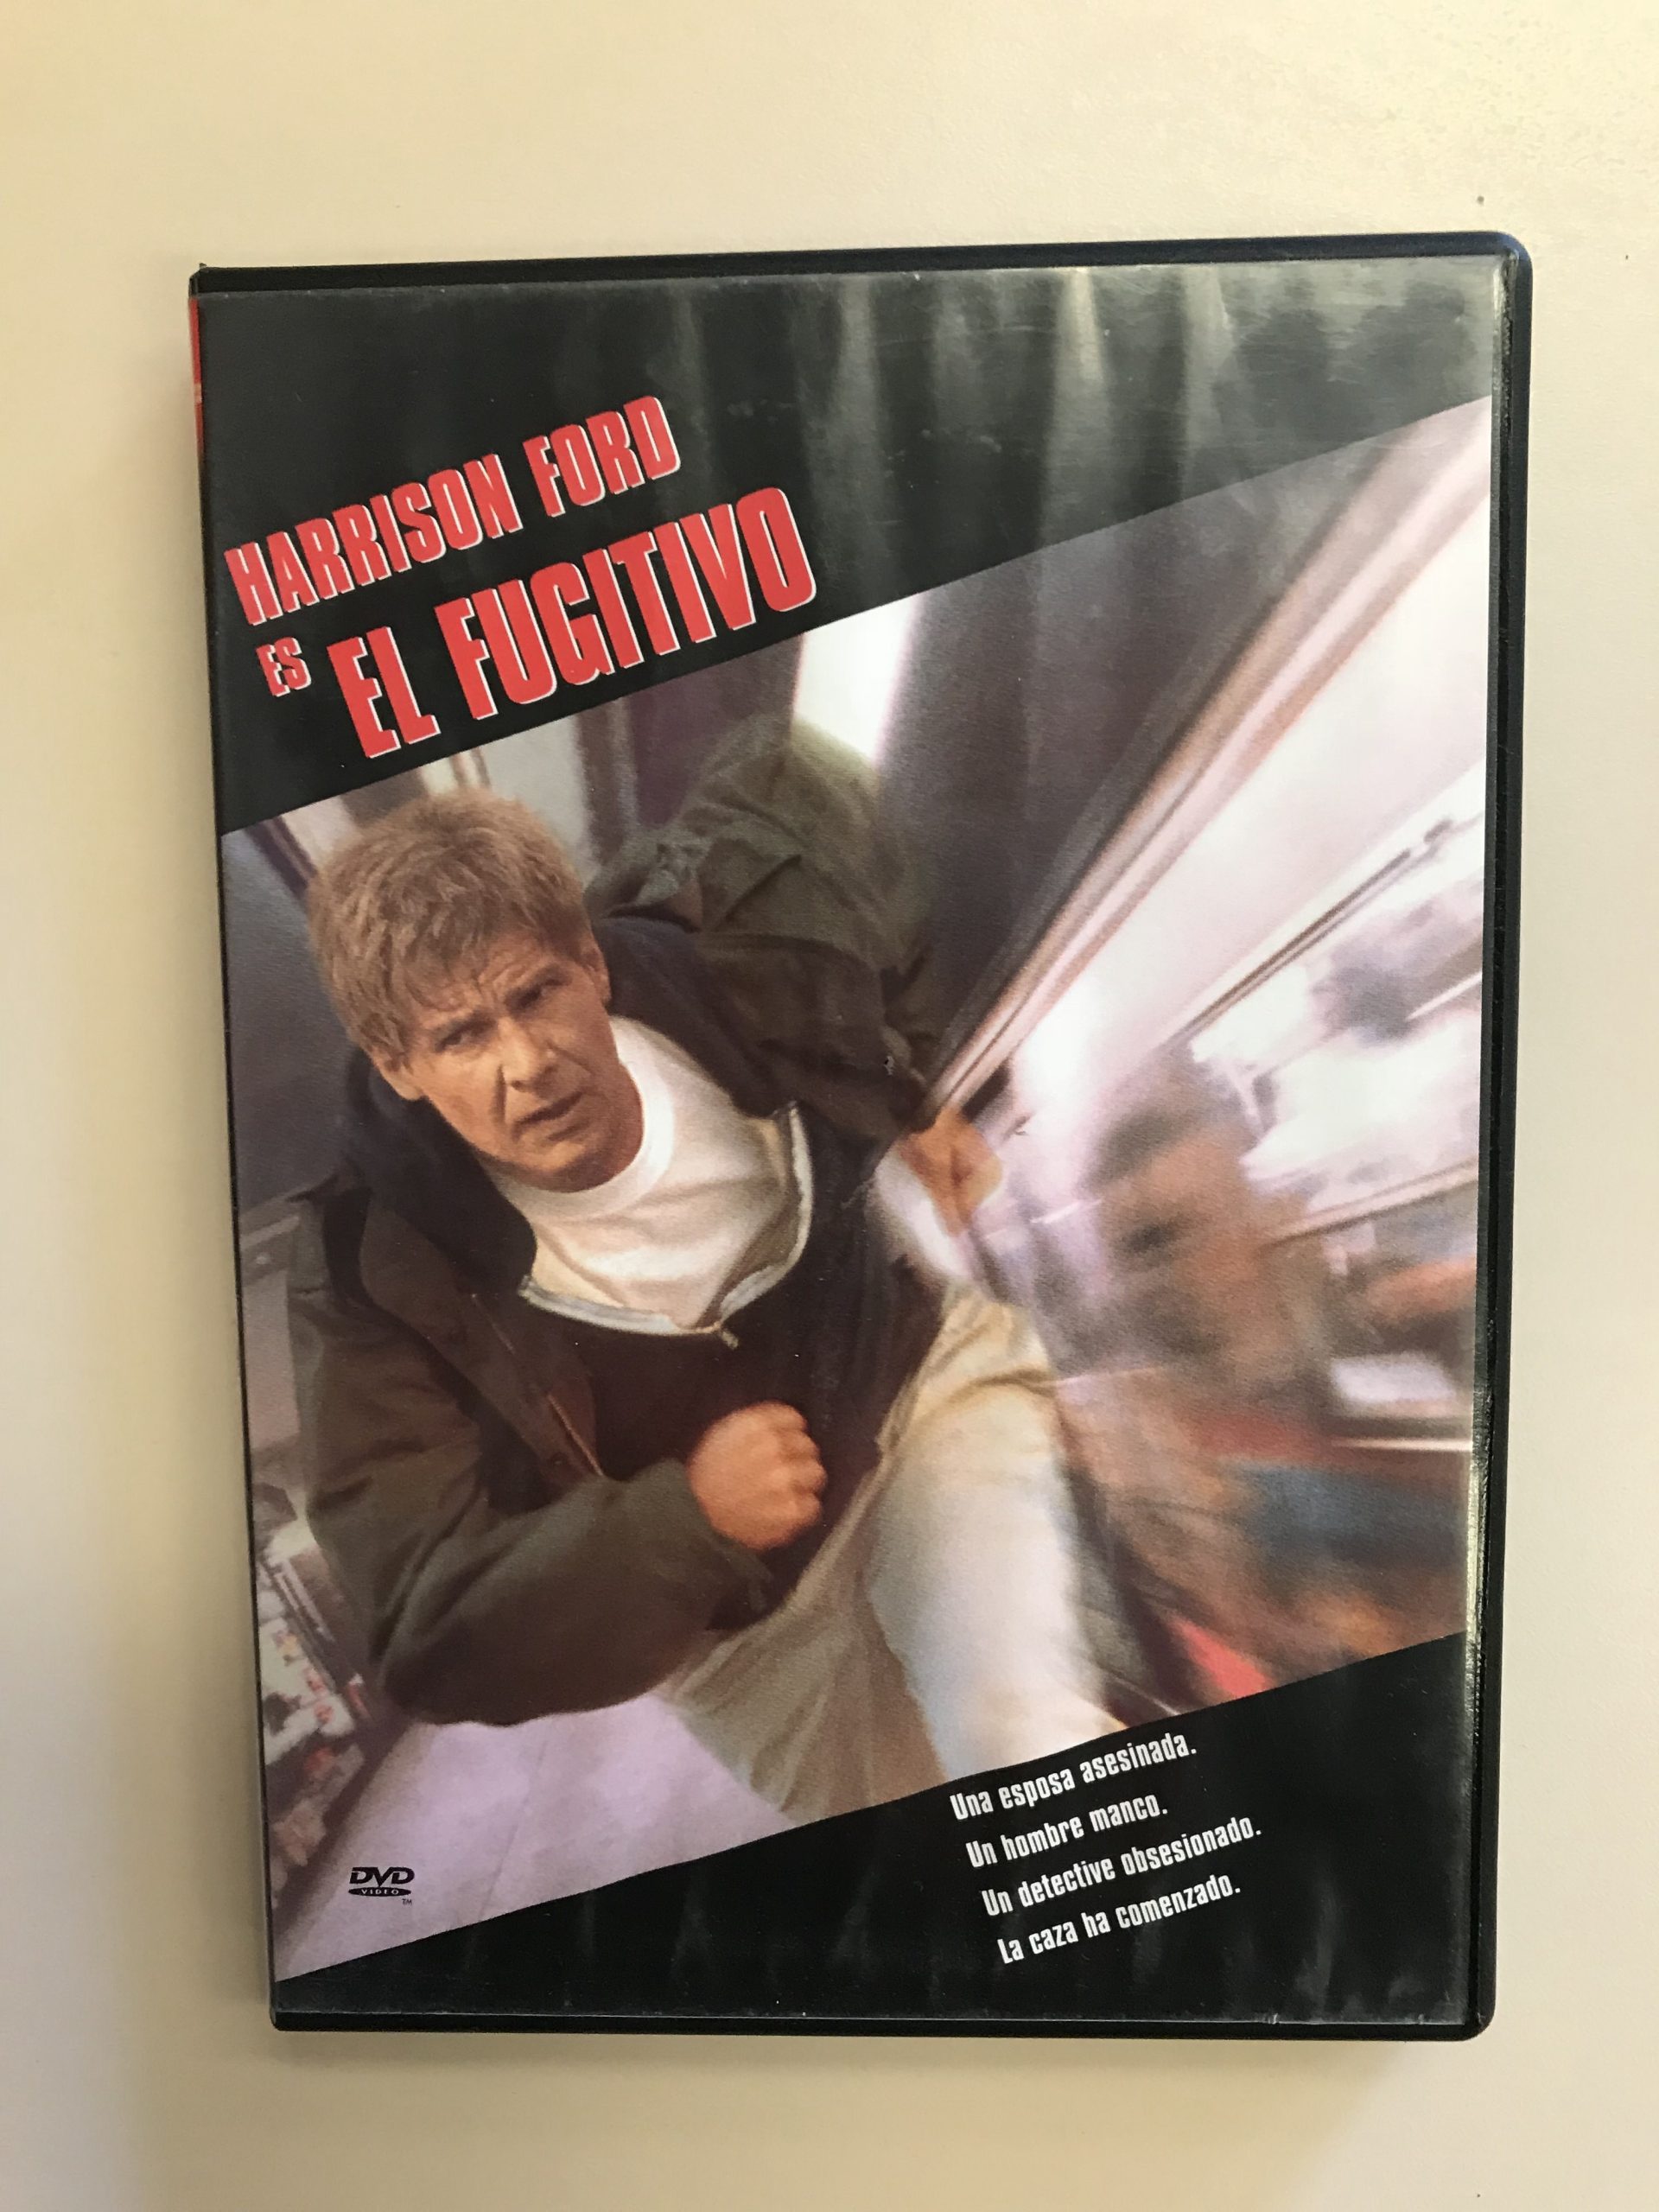 HARRISON FORD
ES EL FUGITIVO
Una esposa asesinada.
Un hombre manco.
Un detective obsesionado.
La caza ha comenzado.
DVD
VIDEO
TM